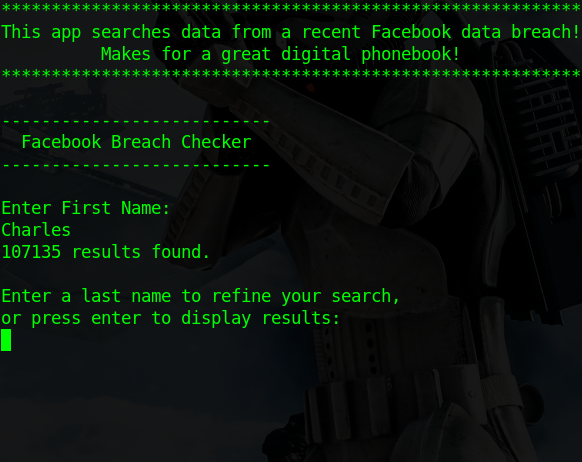 **********************************************************
This app searches data from a recent Facebook data breach!
Makes for a great digital phonebook!
**********************************************************
---------------------------
Facebook Breach Checker
---------------------------
Enter First Name:
Charles
107135 results found.
Enter a last name to refine your search,
or press enter to display results: